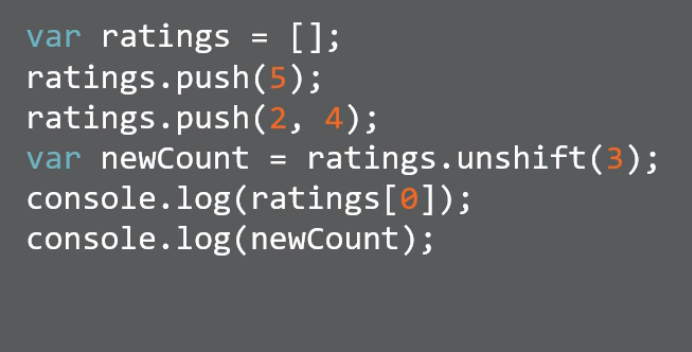 var ratings = [];
ratings.push(5);
ratings.push(2, 4);
var newCount = ratings.unshift(3);
console.log(ratings[0]);
console.log(newCount);